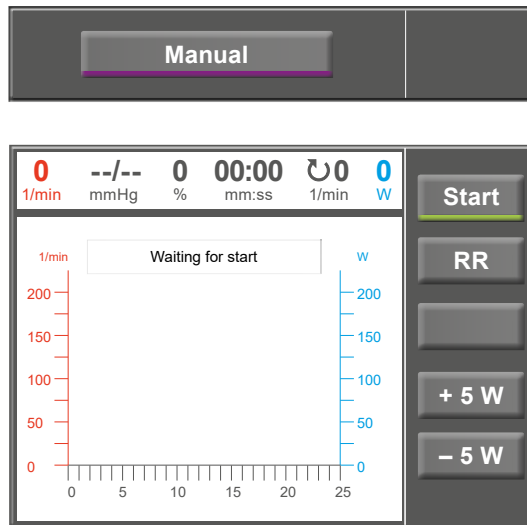 Manual
0 --/-- 0 00:00 ↻0 0
1/min mmHg % mm:ss 1/min W
Start
1/min Waiting for start W
RR
200 200
150 150
100 100
+ 5 W
50 50
– 5 W
0 0
0 5 10 15 20 25